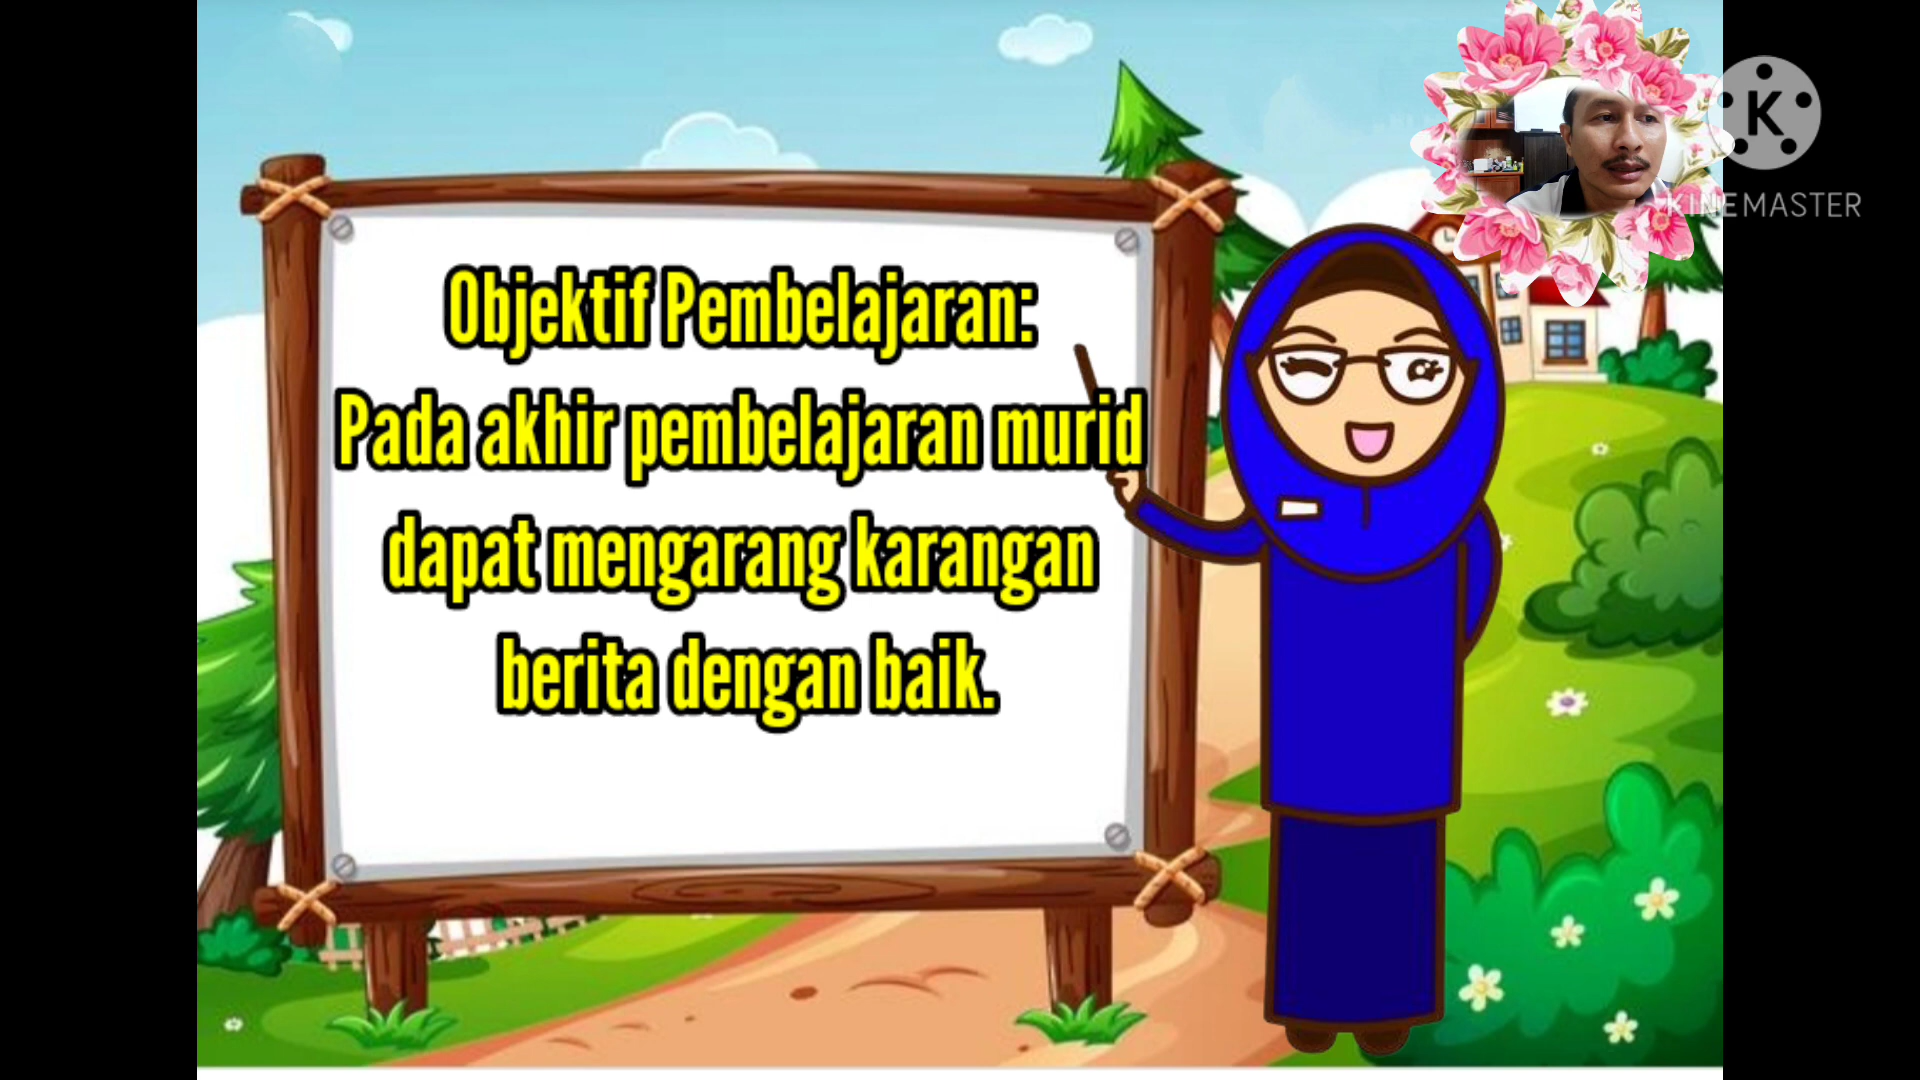 Objektif Pembelajaran:
Pada akhir pembelajaran murid
dapat mengarang karangan
berita dengan baik.
K
KINEMASTER